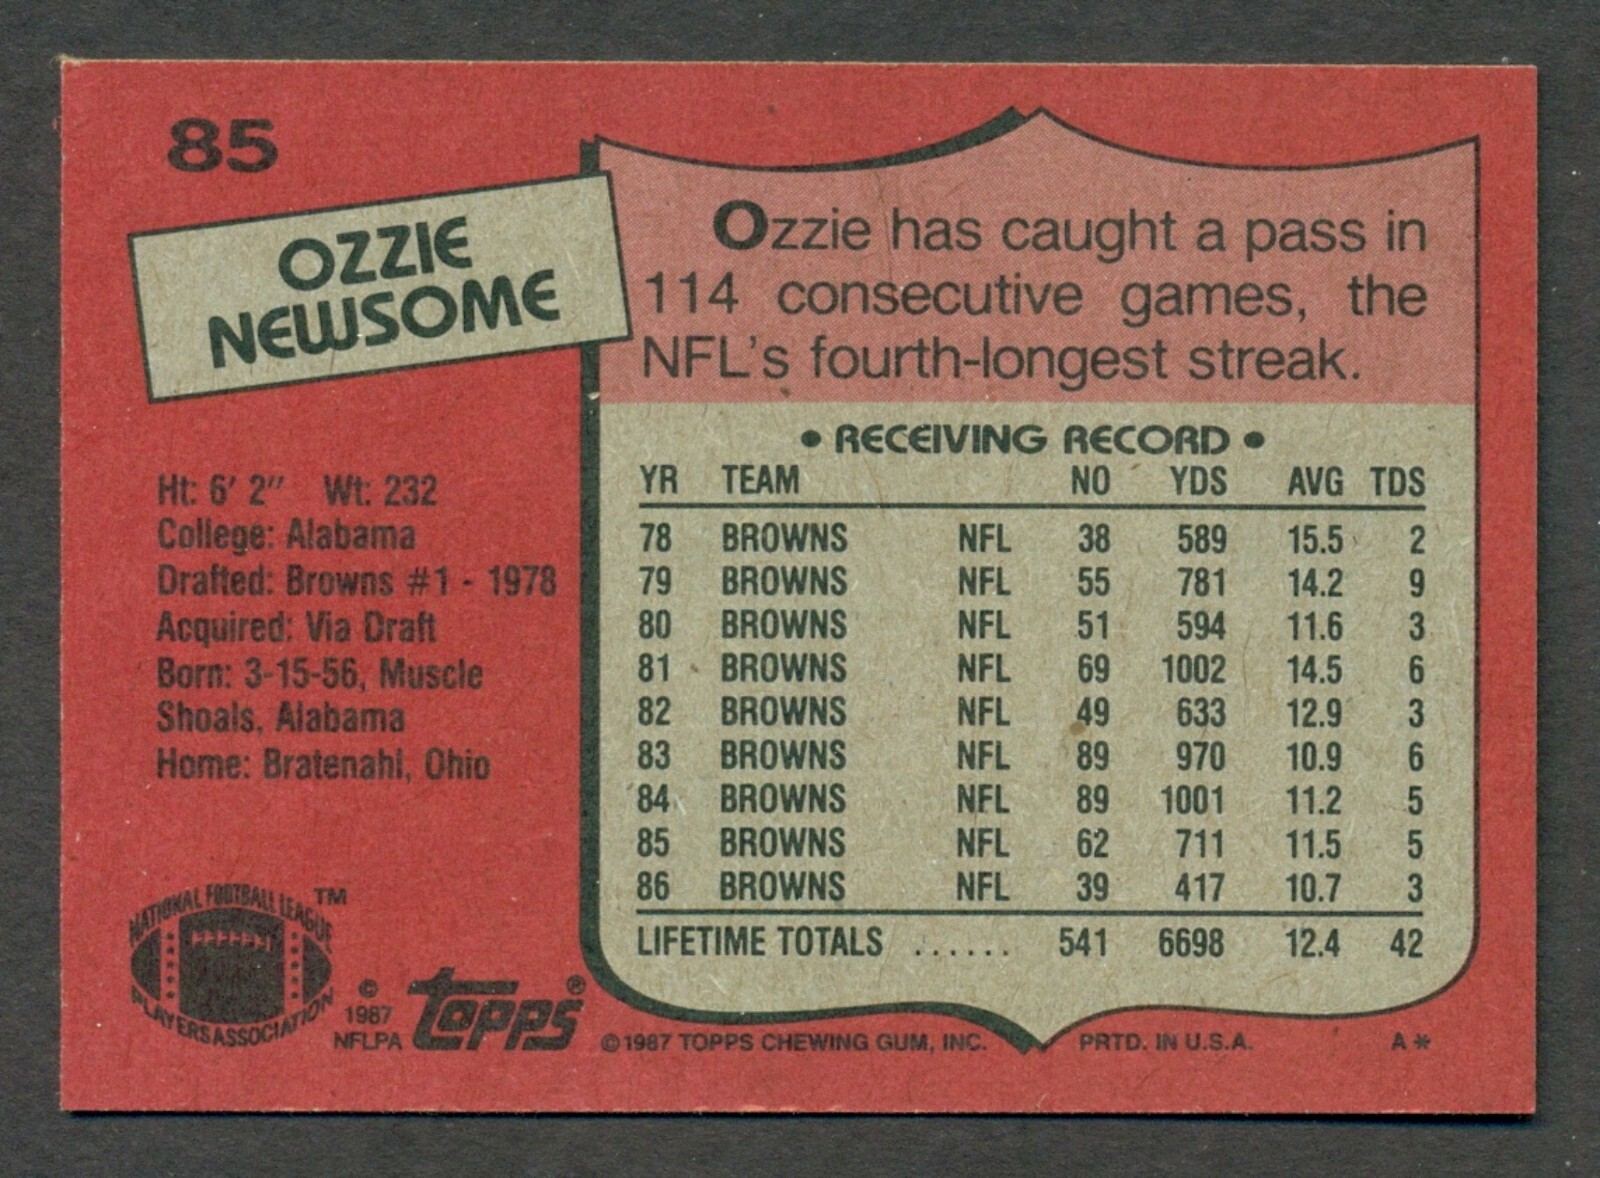 85
OZZIE
NEWSOME
Ht: 6' 2" Wt: 232
College: Alabama
Drafted: Browns #1 - 1978
Acquired: Via Draft
Born: 3-15-56, Muscle
Shoals, Alabama
Home: Bratenahl, Ohio
Ozzie has caught a pass in
114 consecutive games, the
NFL's fourth-longest streak.
• RECEIVING RECORD •
YR TEAM NO YDS AVG TDS
78 BROWNS NFL 38 589 15.5 2
79 BROWNS NFL 55 781 14.2 9
80 BROWNS NFL 51 594 11.6 3
81 BROWNS NFL 69 1002 14.5 6
82 BROWNS NFL 49 633 12.9 3
83 BROWNS NFL 89 970 10.9 6
84 BROWNS NFL 89 1001 11.2 5
85 BROWNS NFL 62 711 11.5 5
86 BROWNS NFL 39 417 10.7 3
LIFETIME TOTALS ...... 541 6698 12.4 42
NATIONAL FOOTBALL LEAGUE ™
PLAYERS ASSOCIATION
©
1987
NFLPA
topps®
©1987 TOPPS CHEWING GUM, INC. PRTD. IN U.S.A. A*